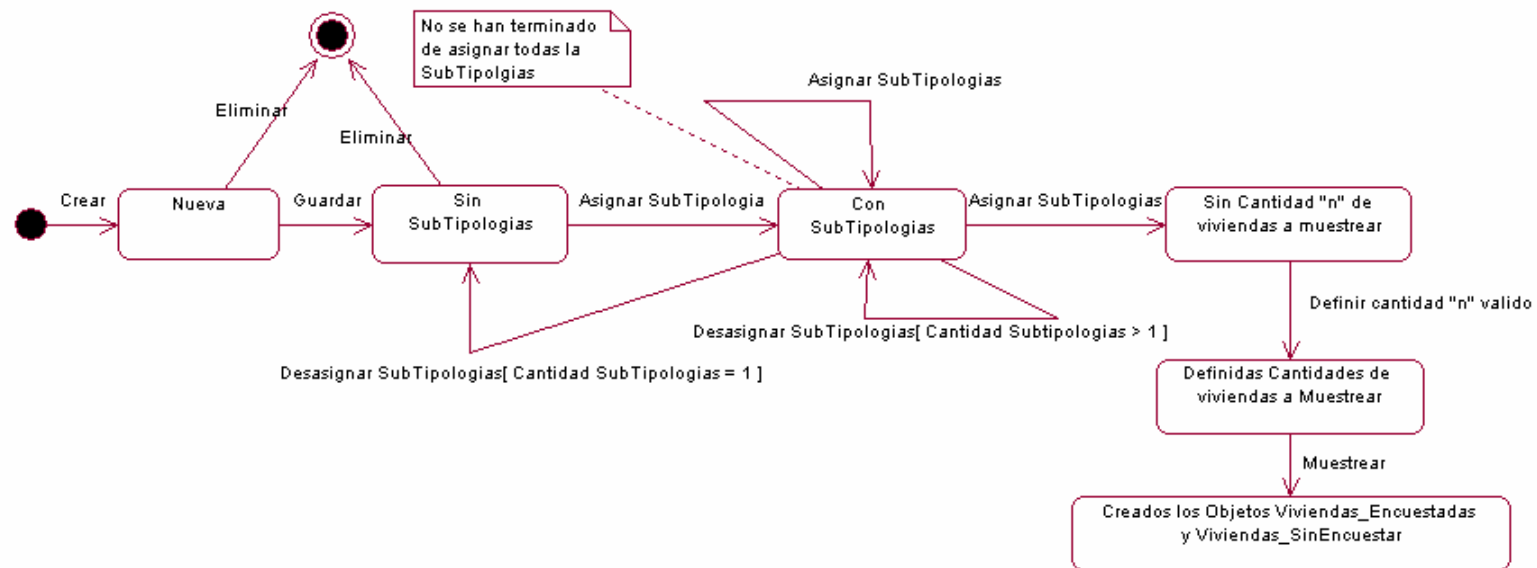 No se han terminado
de asignar todas la
SubTipolgias
Asignar SubTipologias
Eliminar
Eliminar
Crear
Nueva
Guardar
Sin
SubTipologias
Asignar SubTipologia
Con
SubTipologias
Asignar SubTipologias
Sin Cantidad "n" de
viviendas a muestrear
Definir cantidad "n" valido
Desasignar SubTipologias[ Cantidad Subtipologias > 1 ]
Desasignar SubTipologias[ Cantidad SubTipologias = 1 ]
Definidas Cantidades de
viviendas a Muestrear
Muestrear
Creados los Objetos Viviendas_Encuestadas
y Viviendas_SinEncuestar